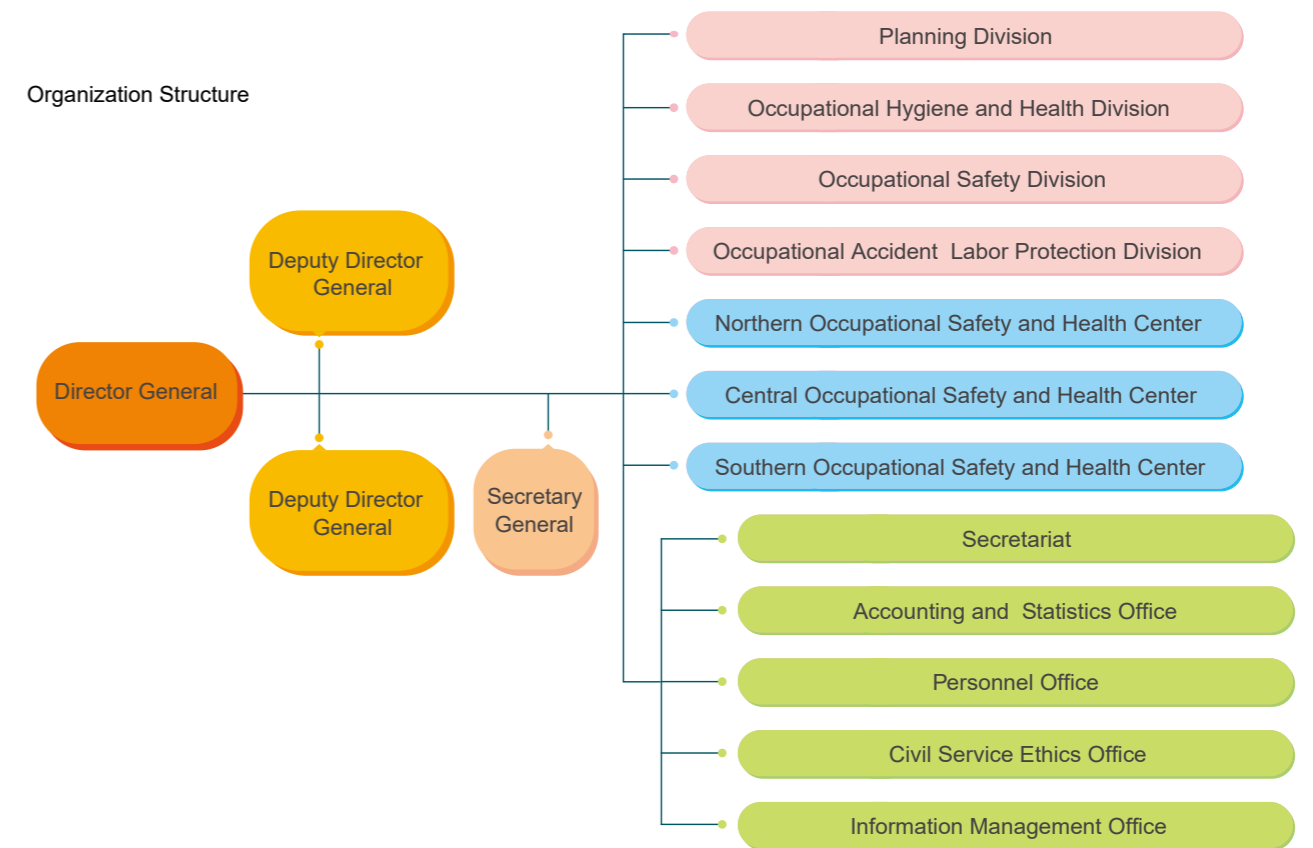 Organization Structure
Director General
Deputy Director
General
Deputy Director
General
Secretary
General
Planning Division
Occupational Hygiene and Health Division
Occupational Safety Division
Occupational Accident  Labor Protection Division
Northern Occupational Safety and Health Center
Central Occupational Safety and Health Center
Southern Occupational Safety and Health Center
Secretariat
Accounting and  Statistics Office
Personnel Office
Civil Service Ethics Office
Information Management Office